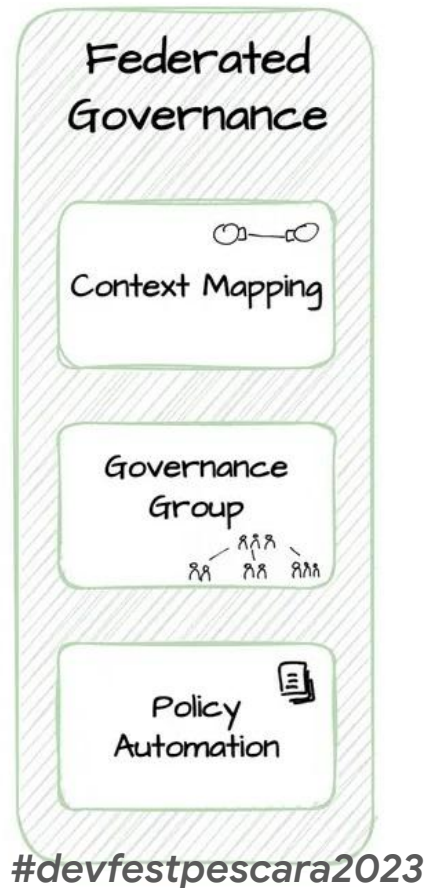 Federated
Governance
Context Mapping
Governance
Group
Policy
Automation
#devfestpescara2023